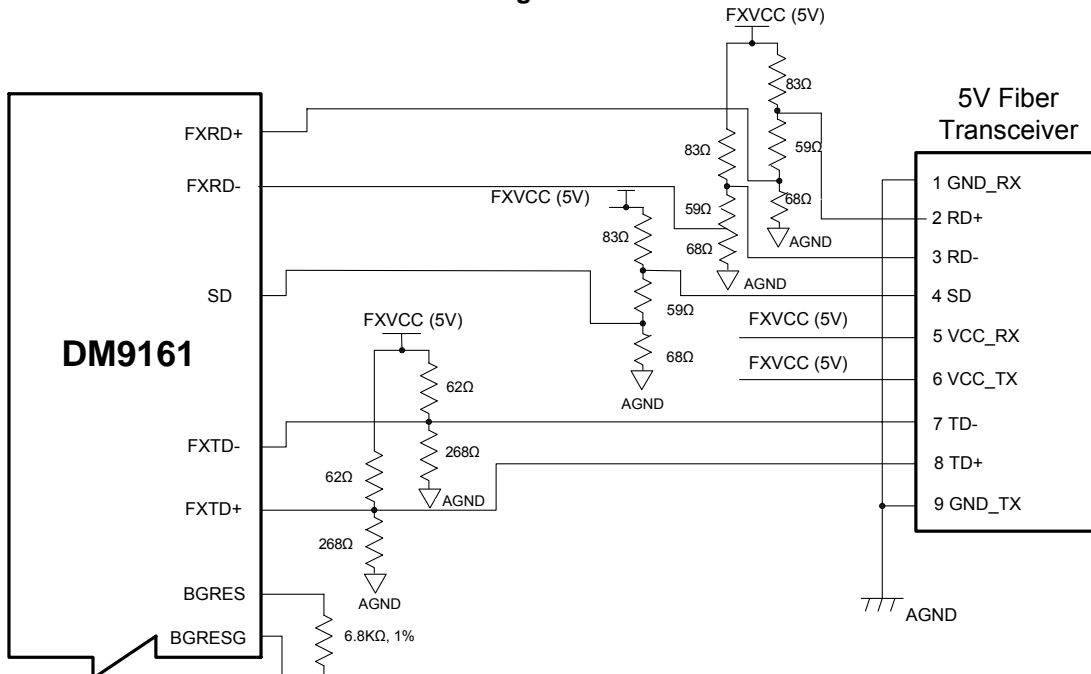 FXVCC (5V)
83Ω
5V Fiber
Transceiver
FXRD+
83Ω
59Ω
FXRD-
1 GND_RX
FXVCC (5V)
59Ω
68Ω
2 RD+
83Ω
68Ω
AGND
3 RD-
AGND
SD
4 SD
59Ω
FXVCC (5V)
FXVCC (5V)
5 VCC_RX
DM9161
68Ω
FXVCC (5V)
6 VCC_TX
62Ω
AGND
7 TD-
FXTD-
268Ω
8 TD+
62Ω
AGND
FXTD+
9 GND_TX
268Ω
BGRES
AGND
AGND
BGRESG
6.8KΩ, 1%